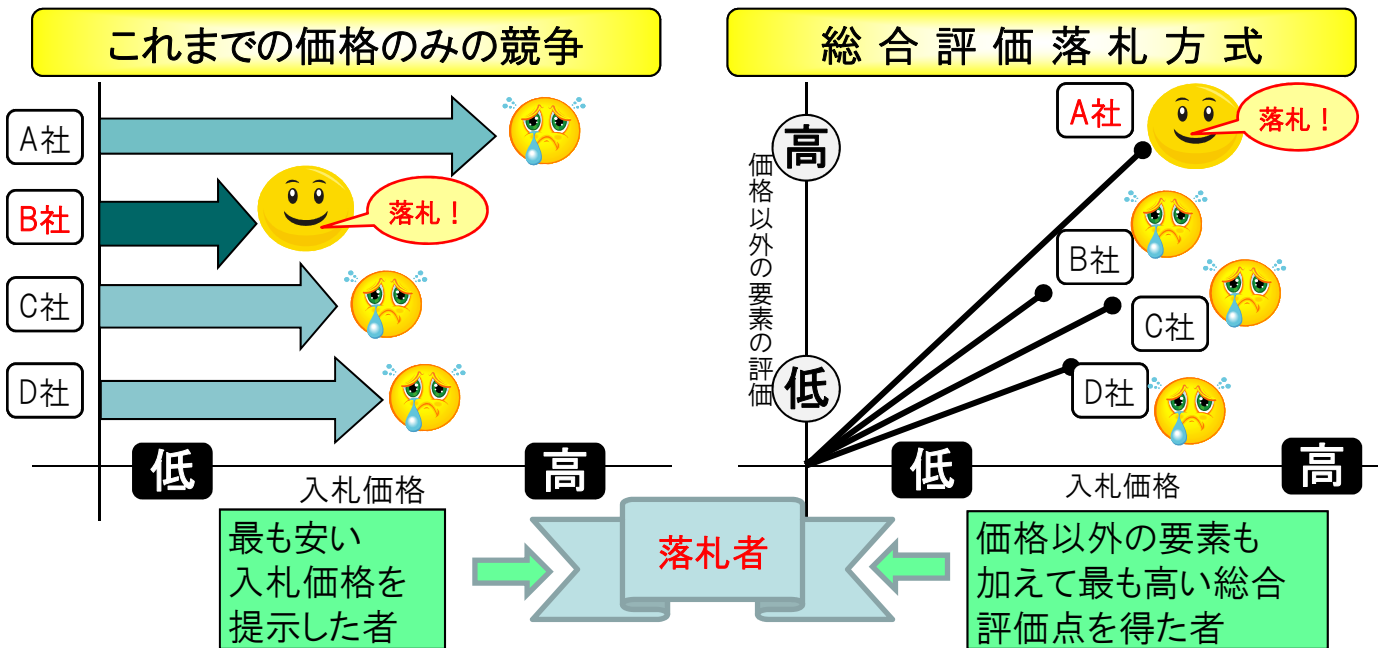 これまでの価格のみの競争
A社
B社
落札！
C社
D社
低
入札価格
高
最も安い
入札価格を
提示した者
落札者
総合評価落札方式
価格以外の要素の評価
高
低
A社
落札！
B社
C社
D社
低
入札価格
高
価格以外の要素も
加えて最も高い総合
評価点を得た者